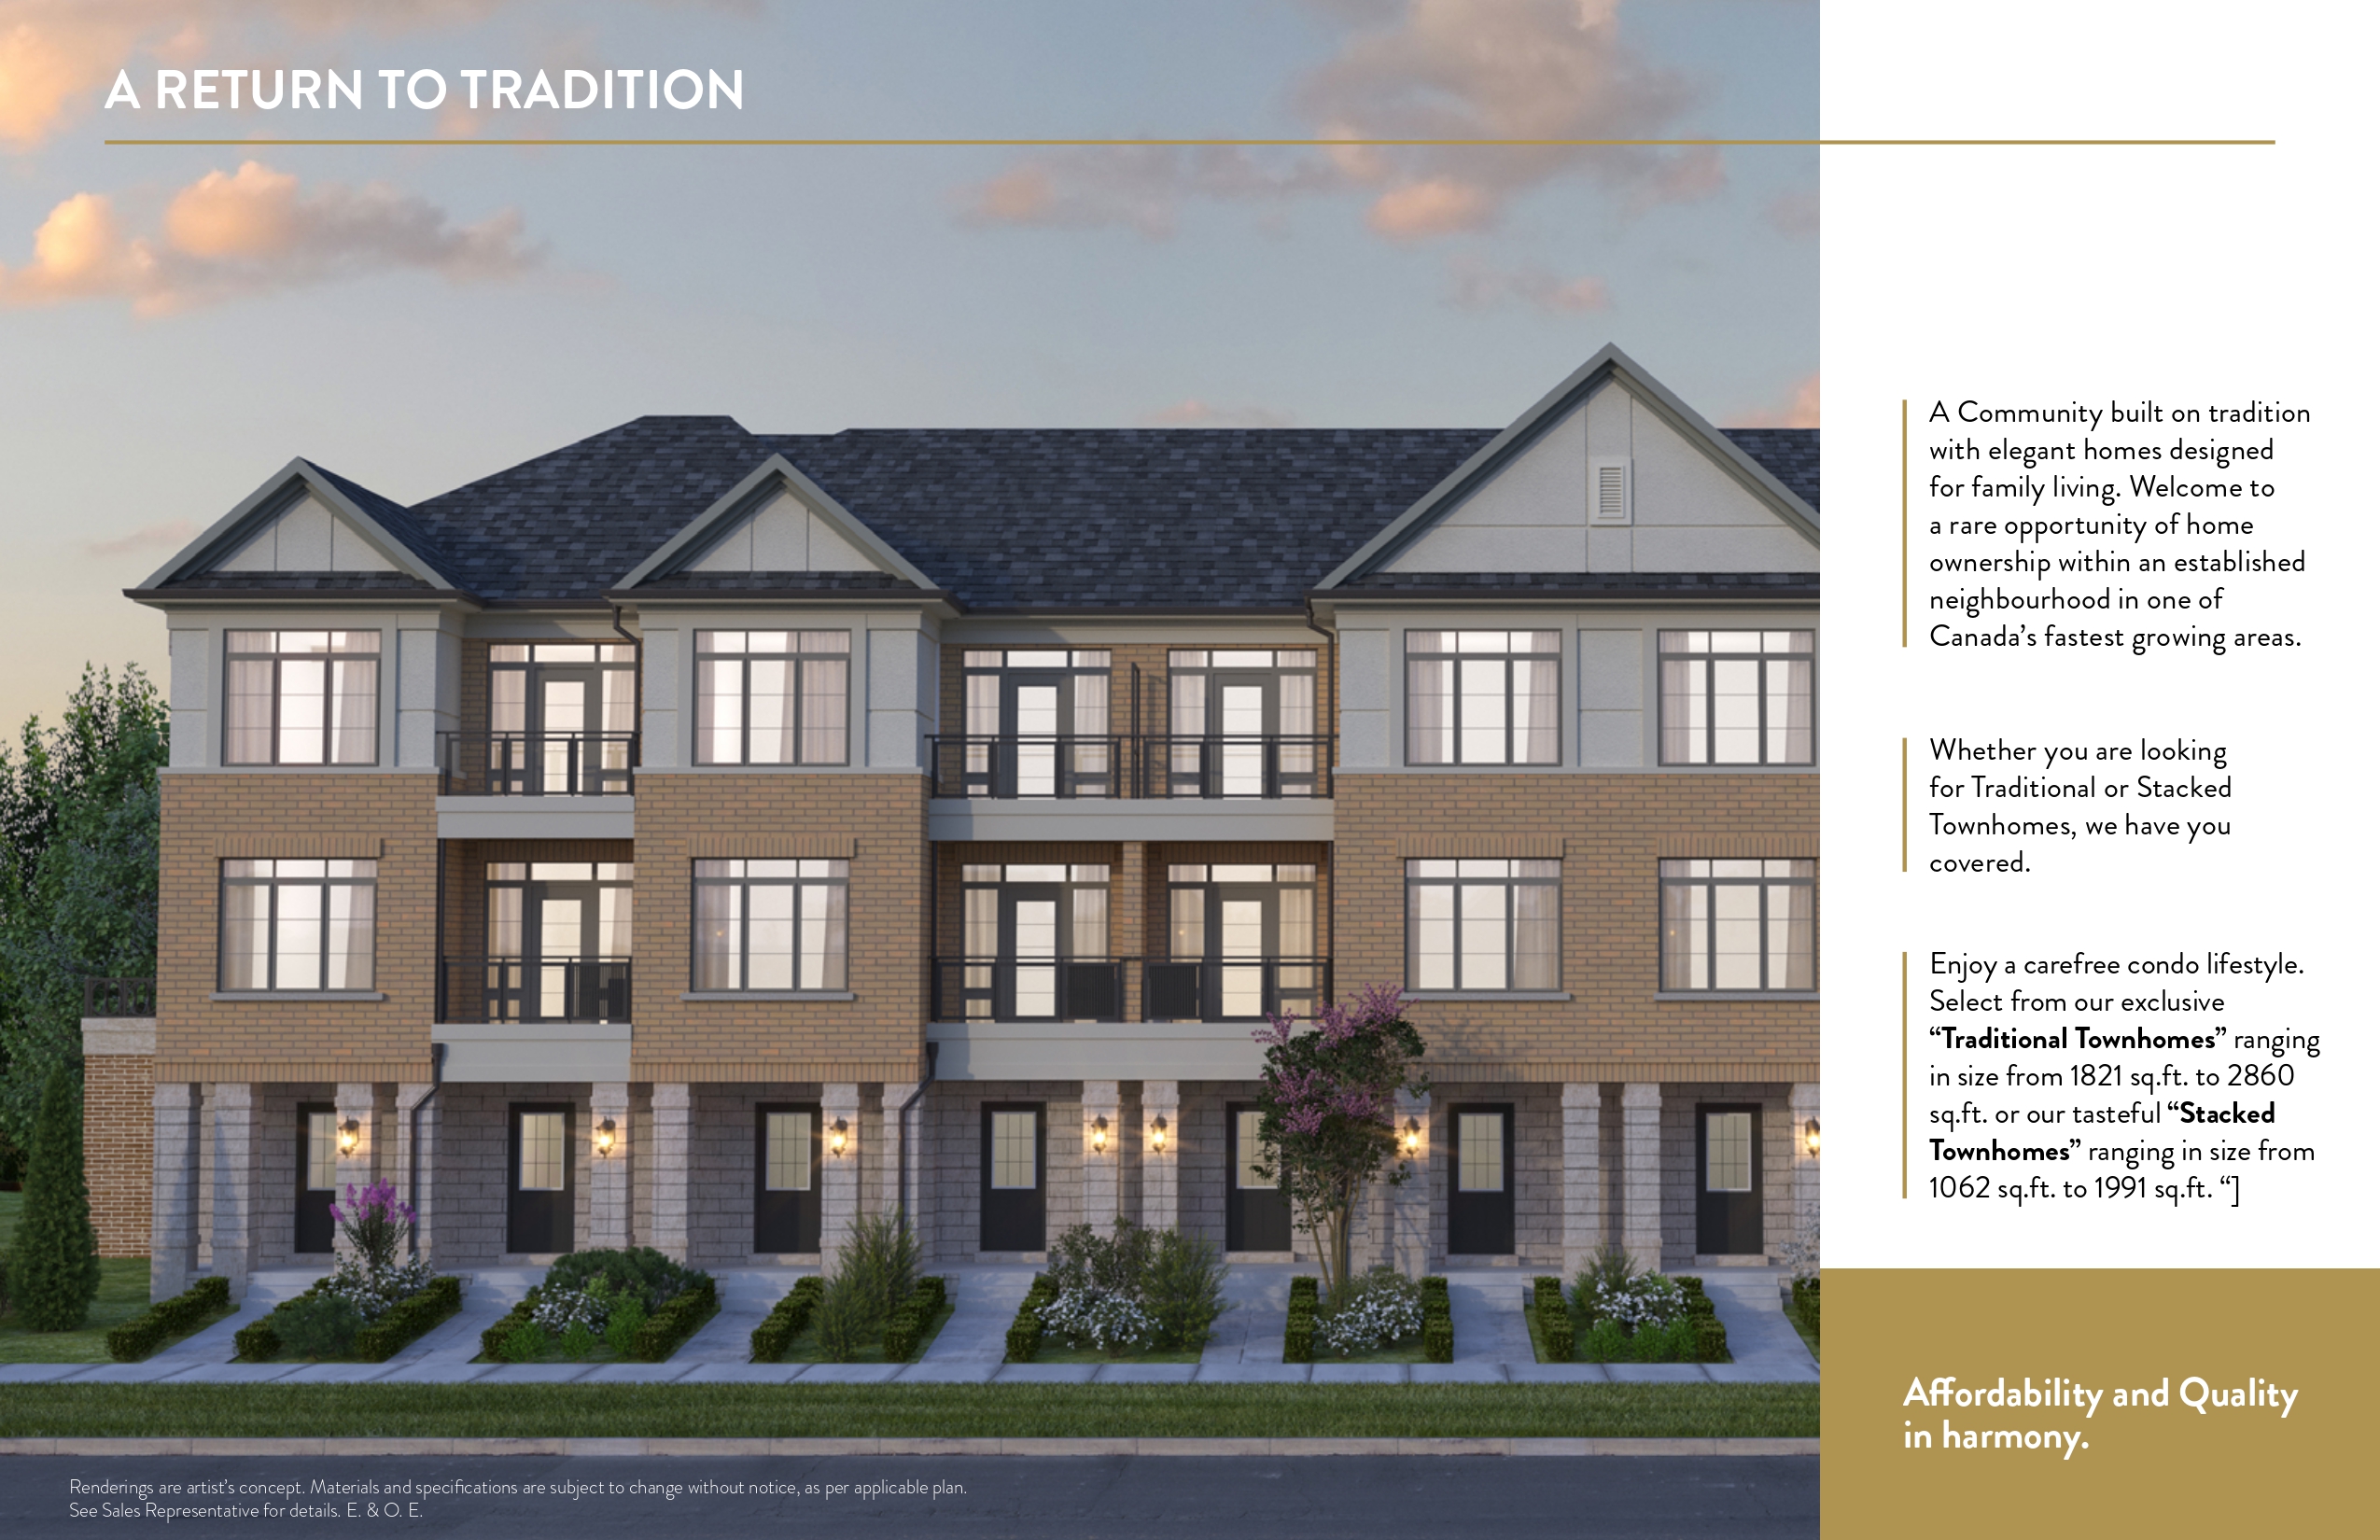 A RETURN TO TRADITION
A Community built on tradition
with elegant homes designed
for family living. Welcome to
a rare opportunity of home
ownership within an established
neighbourhood in one of
Canada’s fastest growing areas.
Whether you are looking
for Traditional or Stacked
Townhomes, we have you
covered.
Enjoy a carefree condo lifestyle.
Select from our exclusive
“Traditional Townhomes” ranging
in size from 1821 sq.ft. to 2860
sq.ft. or our tasteful “Stacked
Townhomes” ranging in size from
1062 sq.ft. to 1991 sq.ft. “]
Affordability and Quality
in harmony.
Renderings are artist’s concept. Materials and specifications are subject to change without notice, as per applicable plan.
See Sales Representative for details. E. & O. E.